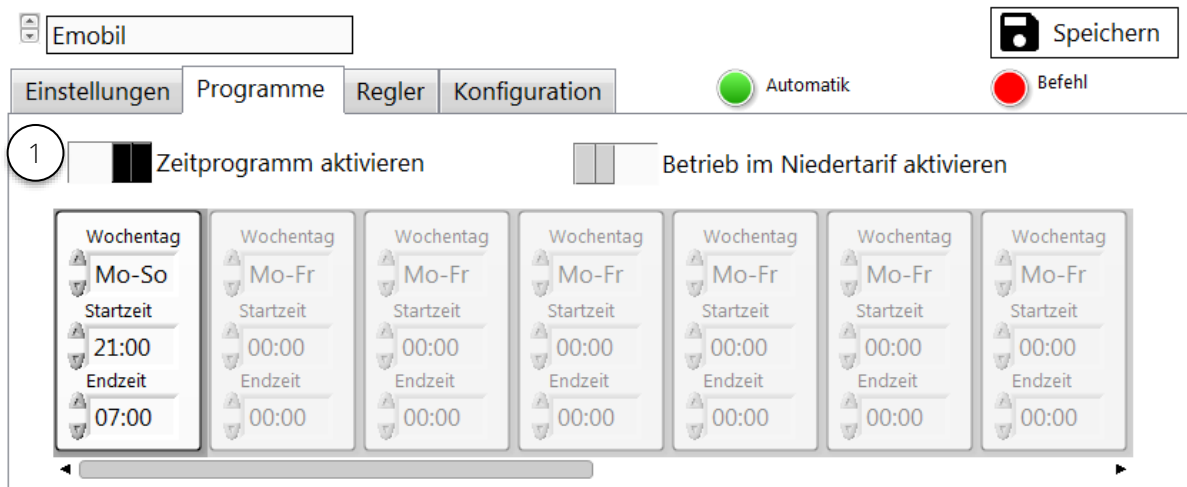 Emobil Speichern
Einstellungen Programme Regler Konfiguration Automatik Befehl
1 Zeitprogramm aktivieren Betrieb im Niedertarif aktivieren
Wochentag Wochentag Wochentag Wochentag Wochentag Wochentag Wochentag
Mo-So Mo-Fr Mo-Fr Mo-Fr Mo-Fr Mo-Fr Mo-Fr
Startzeit Startzeit Startzeit Startzeit Startzeit Startzeit Startzeit
21:00 00:00 00:00 00:00 00:00 00:00 00:00
Endzeit Endzeit Endzeit Endzeit Endzeit Endzeit Endzeit
07:00 00:00 00:00 00:00 00:00 00:00 00:00